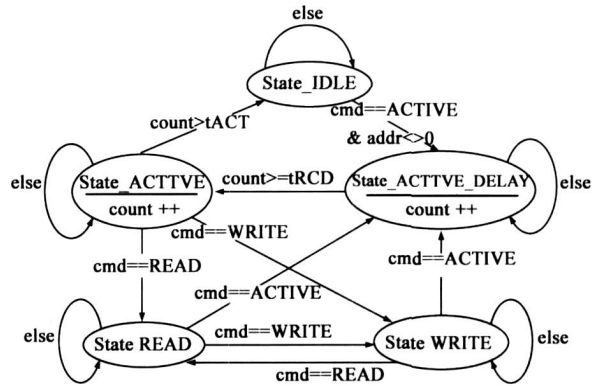 else
State_IDLE
cmd==ACTIVE
count>tACT
& addr<>0
else
State_ACTTVE
count ++
count>=tRCD
State_ACTTVE_DELAY
count ++
else
cmd==WRITE
cmd==READ
cmd==ACTIVE
cmd==ACTIVE
else
State READ
cmd==WRITE
State WRITE
else
cmd==READ